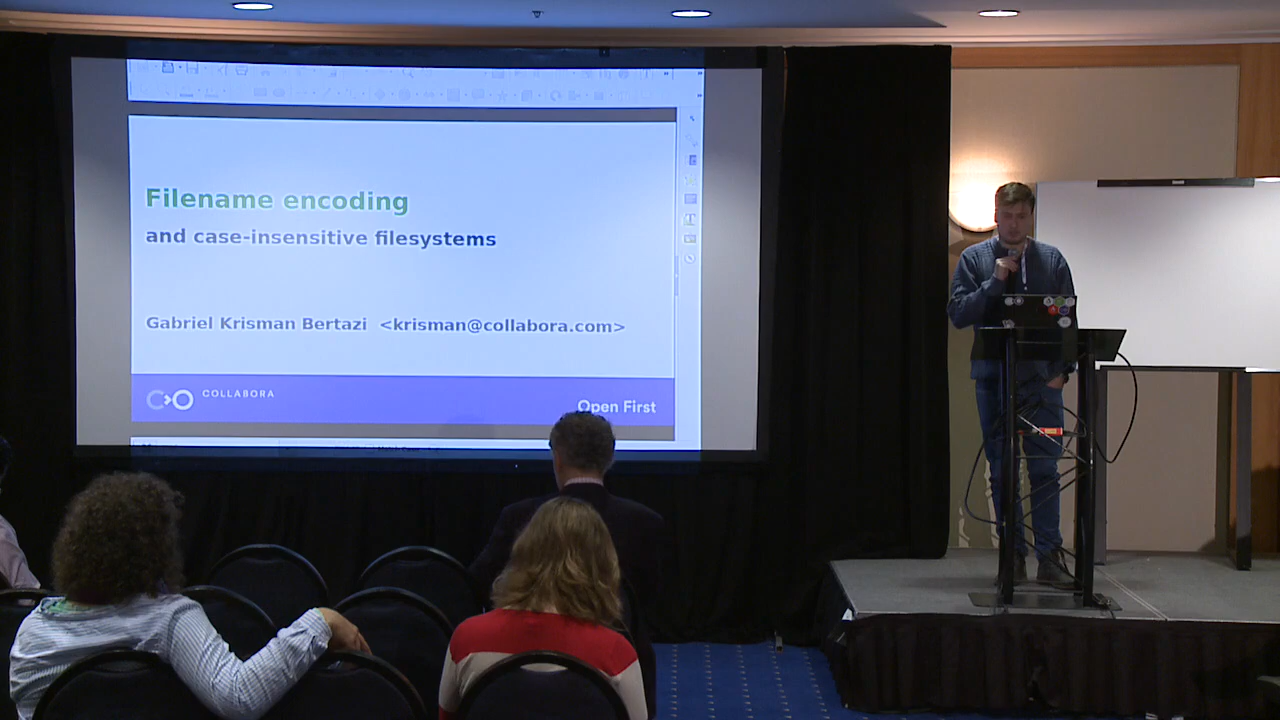 Filename encoding
and case-insensitive filesystems
Gabriel Krisman Bertazi <krisman@collabora.com>
COLLABORA
Open First